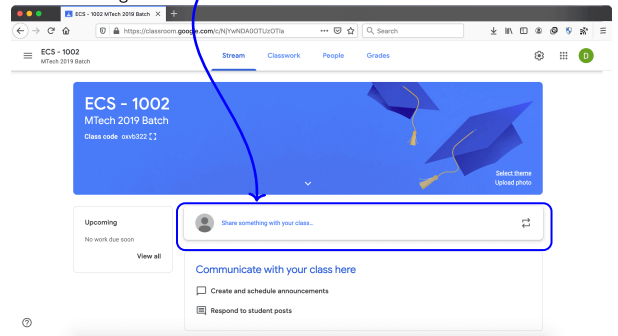 ECS - 1002 MTech 2019 Batch
https://classroom.google.com/c/NjYwNDA0OTUzOTla
Search
ECS - 1002
MTech 2019 Batch
Stream
Classwork
People
Grades
D
ECS - 1002
MTech 2019 Batch
Class code oxvb322
Select theme
Upload photo
Upcoming
No work due soon
View all
Share something with your class...
Communicate with your class here
Create and schedule announcements
Respond to student posts